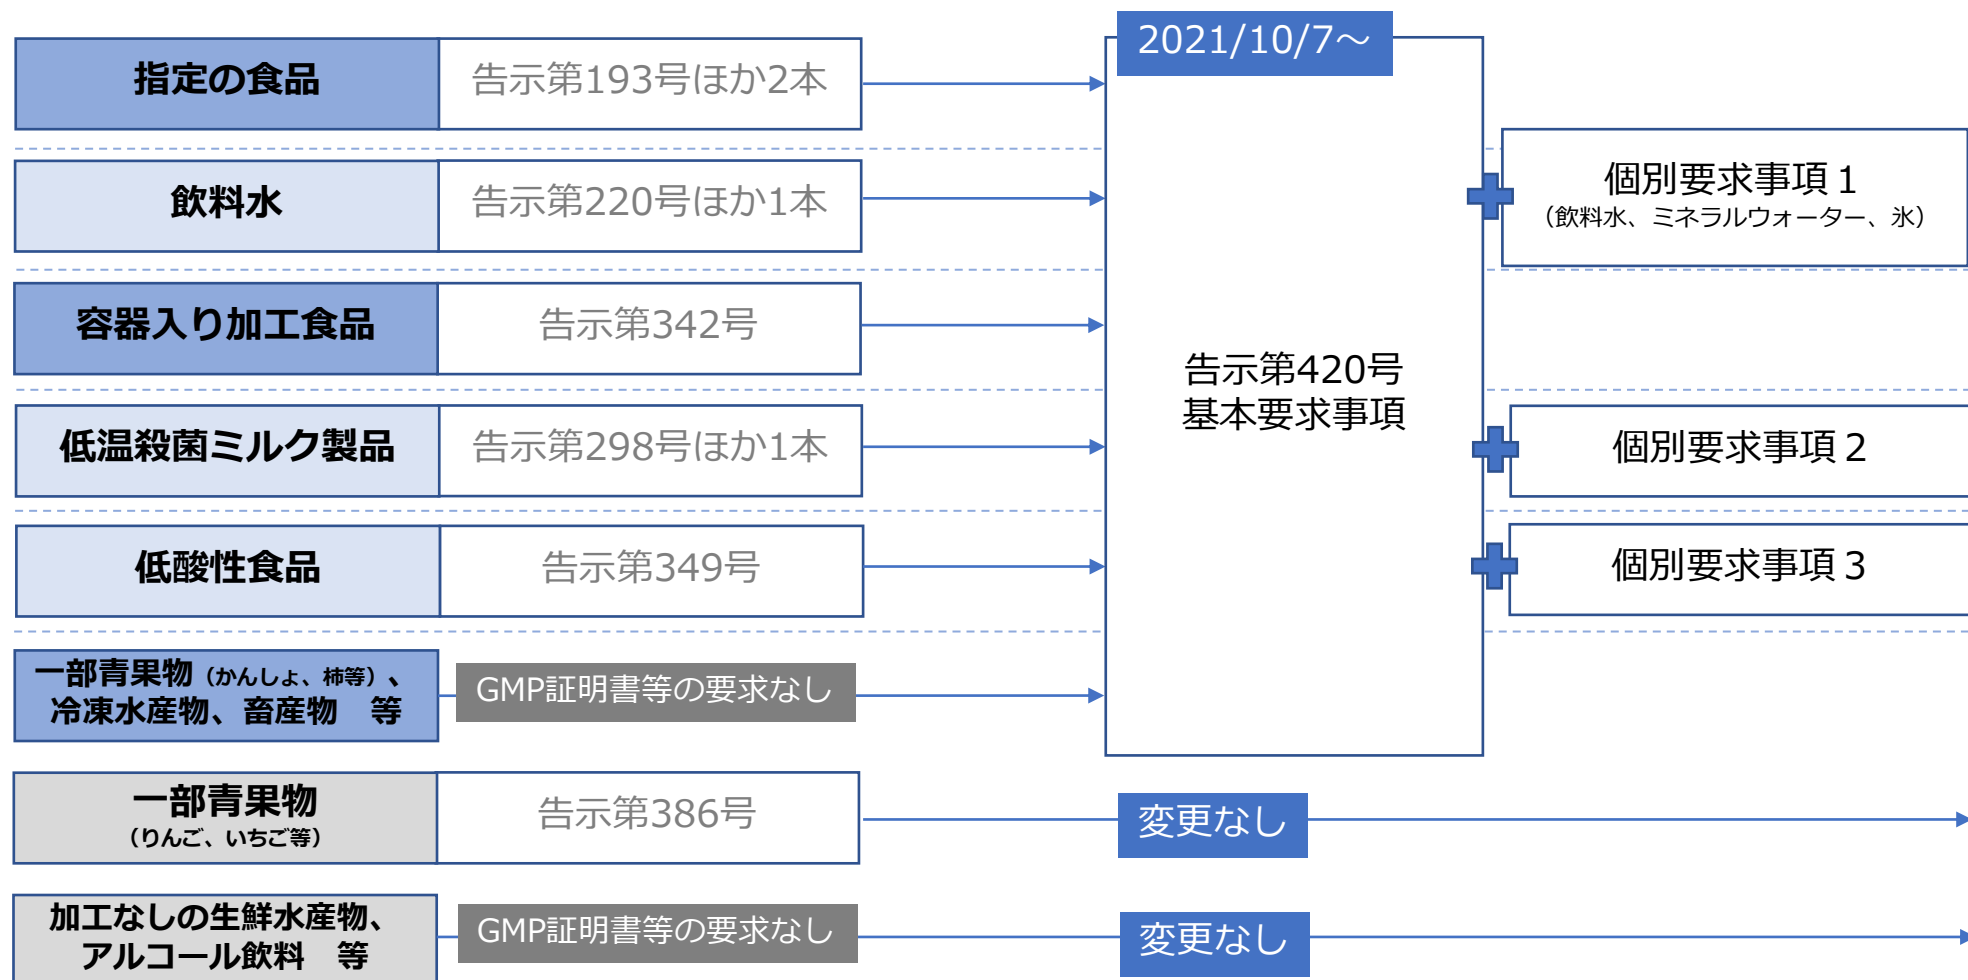 2021/10/7～
指定の食品
告示第193号ほか2本
飲料水
告示第220号ほか1本
個別要求事項１
（飲料水、ミネラルウォーター、氷）
容器入り加工食品
告示第342号
告示第420号
基本要求事項
低温殺菌ミルク製品
告示第298号ほか1本
個別要求事項２
低酸性食品
告示第349号
個別要求事項３
一部青果物（かんしょ、柿等）、
冷凍水産物、畜産物　等
GMP証明書等の要求なし
一部青果物
（りんご、いちご等）
告示第386号
変更なし
加工なしの生鮮水産物、
アルコール飲料　等
GMP証明書等の要求なし
変更なし